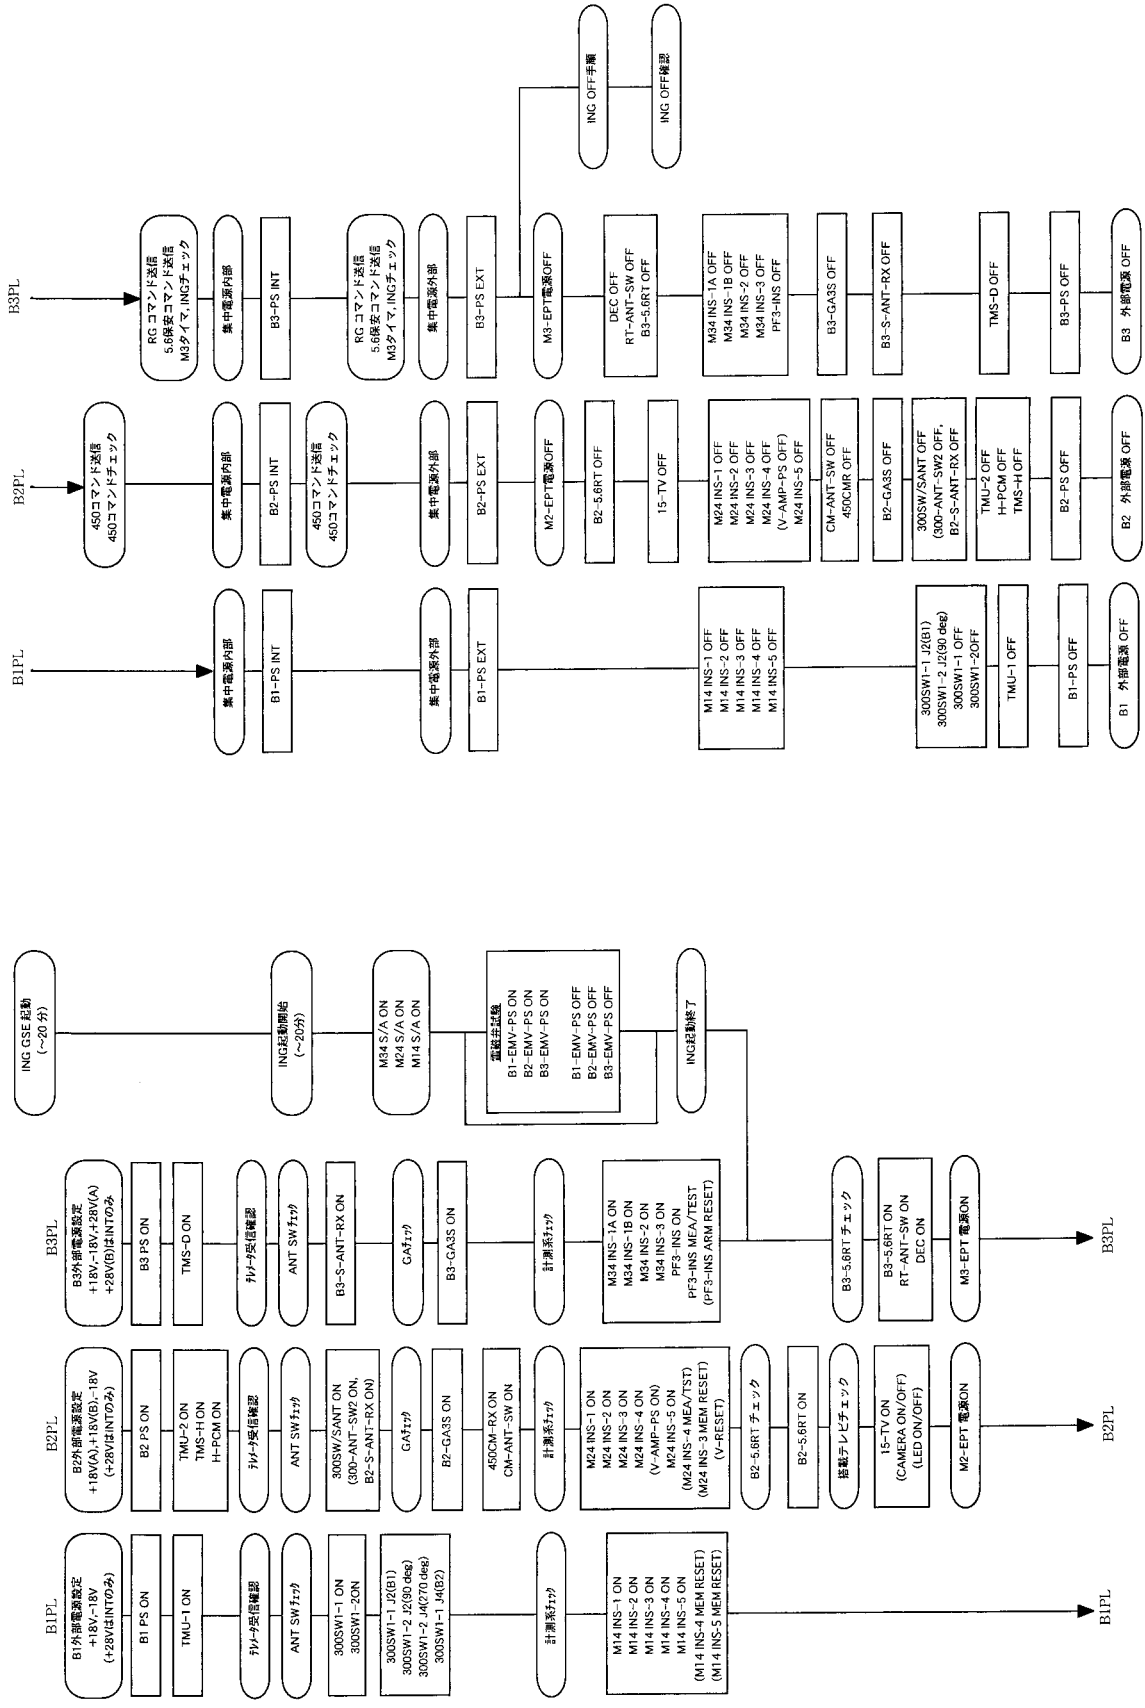 B1PL
B1外部電源設定
+18V,-18V
(+28VはINTのみ)
B1 PS ON
TMU-1 ON
テレメータ受信確認
ANT SWチェック
300SW1-1 ON
300SW1-2ON
300SW1-1 J2(B1)
300SW1-2 J2(90 deg)
300SW1-2 J4(270 deg)
300SW1-1 J4(B2)
計測系チェック
M14 INS-1 ON
M14 INS-2 ON
M14 INS-3 ON
M14 INS-4 ON
M14 INS-5 ON
(M14 INS-4 MEM RESET)
(M14 INS-5 MEM RESET)
B1PL
B2PL
B2外部電源設定
+18V(A),+18V(B),-18V
(+28VはINTのみ)
B2 PS ON
TMU-2 ON
TMS-H ON
H-PCM ON
テレメータ受信確認
ANT SWチェック
300SW/SANT ON
(300-ANT-SW2 ON,
B2-S-ANT-RX ON)
GAチェック
B2-GA3S ON
450CM-RX ON
CM-ANT-SW ON
計測系チェック
M24 INS-1 ON
M24 INS-2 ON
M24 INS-3 ON
M24 INS-4 ON
(V-AMP-PS ON)
M24 INS-5 ON
(M24 INS-4 MEA/TST)
(M24 INS-3 MEM RESET)
(V-RESET)
B2-5.6RT チェック
B2-5.6RT ON
搭載テレビチェック
15-TV ON
(CAMERA ON/OFF)
(LED ON/OFF)
M2-EPT 電源ON
B2PL
B3PL
B3外部電源設定
+18V,-18V,+28V(A)
+28V(B)はINTのみ
B3 PS ON
TMS-D ON
テレメータ受信確認
ANT SWチェック
B3-S-ANT-RX ON
GAチェック
B3-GA3S ON
計測系チェック
M34 INS-1A ON
M34 INS-1B ON
M34 INS-2 ON
M34 INS-3 ON
PF3-INS ON
PF3-INS MEA/TEST
(PF3-INS ARM RESET)
B3-5.6RT チェック
B3-5.6RT ON
RT-ANT-SW ON
DEC ON
M3-EPT 電源ON
B3PL
ING GSE 起動
(～20 分)
ING起動開始
(～20分)
M34 S/A ON
M24 S/A ON
M14 S/A ON
電磁弁試験
B1-EMV-PS ON
B2-EMV-PS ON
B3-EMV-PS ON
B1-EMV-PS OFF
B2-EMV-PS OFF
B3-EMV-PS OFF
ING起動終了
B1PL
集中電源内部
B1-PS INT
集中電源外部
B1-PS EXT
M14 INS-1 OFF
M14 INS-2 OFF
M14 INS-3 OFF
M14 INS-4 OFF
M14 INS-5 OFF
300SW1-1 J2(B1)
300SW1-2 J2(90 deg)
300SW1-1 OFF
300SW1-2OFF
TMU-1 OFF
B1-PS OFF
B1 外部電源 OFF
B2PL
450コマンド送信
450コマンドチェック
集中電源内部
B2-PS INT
450コマンド送信
450コマンドチェック
集中電源外部
B2-PS EXT
M2-EPT電源OFF
B2-5.6RT OFF
15-TV OFF
M24 INS-1 OFF
M24 INS-2 OFF
M24 INS-3 OFF
M24 INS-4 OFF
(V-AMP-PS OFF)
M24 INS-5 OFF
CM-ANT-SW OFF
450CMR OFF
B2-GA3S OFF
300SW/SANT OFF
(300-ANT-SW2 OFF,
B2-S-ANT-RX OFF
TMU-2 OFF
H-PCM OFF
TMS-H OFF
B2-PS OFF
B2 外部電源 OFF
B3PL
RG コマンド送信
5.6保安コマンド送信
M3タイマ, INGチェック
集中電源内部
B3-PS INT
RG コマンド送信
5.6保安コマンド送信
M3タイマ, INGチェック
集中電源外部
B3-PS EXT
M3-EPT電源OFF
DEC OFF
RT-ANT-SW OFF
B3-5.6RT OFF
M34 INS-1A OFF
M34 INS-1B OFF
M34 INS-2 OFF
M34 INS-3 OFF
PF3-INS OFF
B3-GA3S OFF
B3-S-ANT-RX OFF
TMS-D OFF
B3-PS OFF
B3 外部電源 OFF
ING OFF手順
ING OFF確認